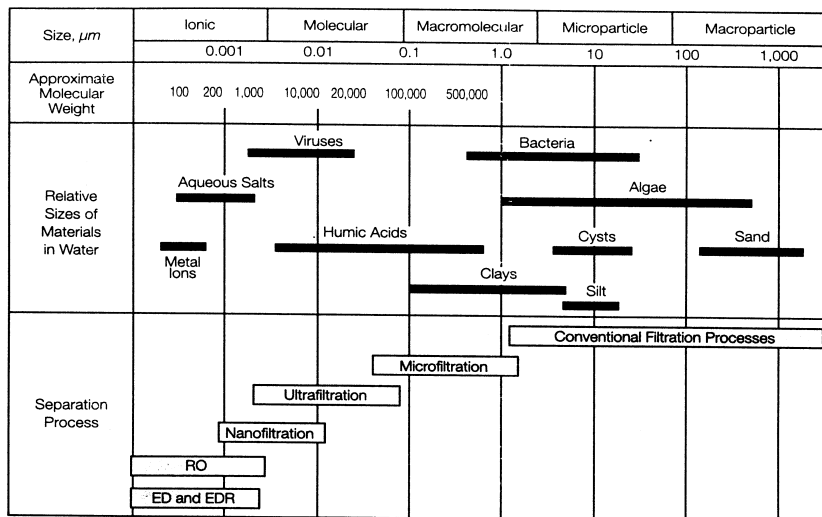 Size, μm
Ionic
Molecular
Macromolecular
Microparticle
Macroparticle
0.001
0.01
0.1
1.0
10
100
1,000
Approximate
Molecular
Weight
100
200
1,000
10,000
20,000
100,000
500,000
Relative
Sizes of
Materials
in Water
Viruses
Bacteria
Aqueous Salts
Algae
Humic Acids
Cysts
Sand
Metal
Ions
Clays
Silt
Separation
Process
Conventional Filtration Processes
Microfiltration
Ultrafiltration
Nanofiltration
RO
ED and EDR